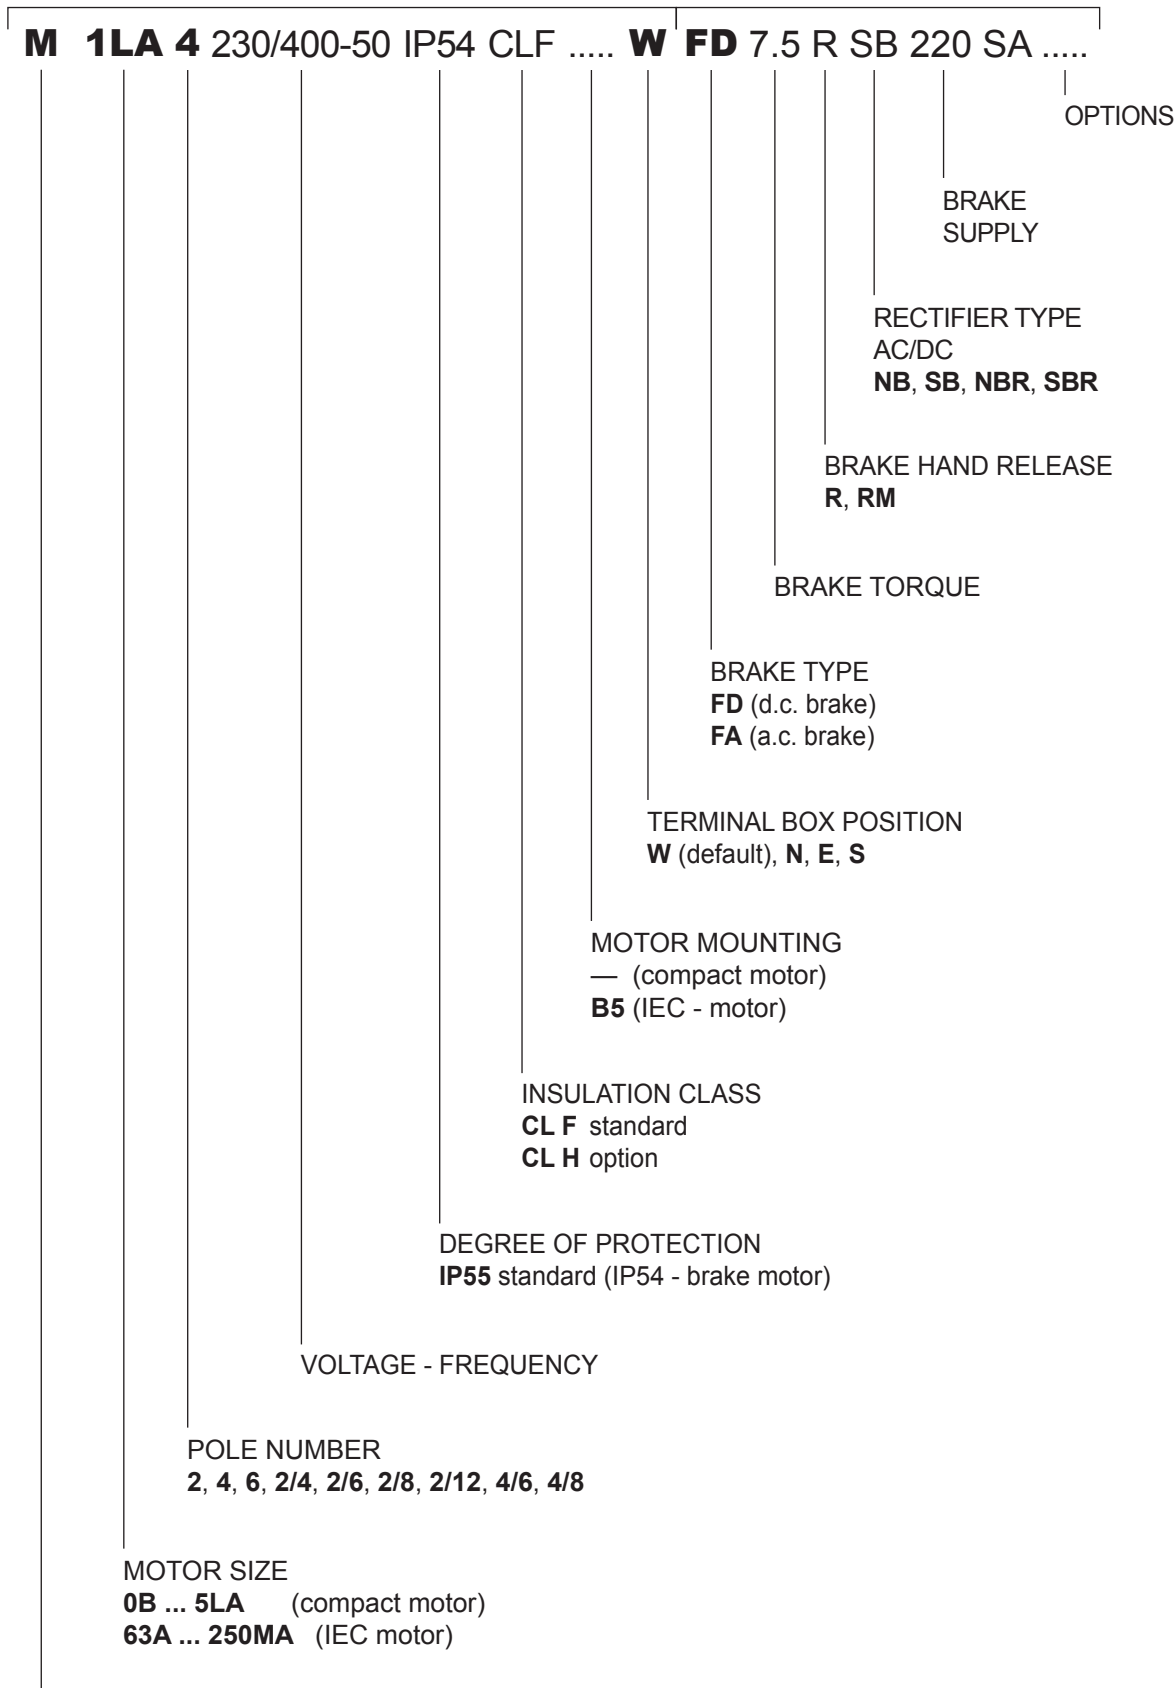 M 1LA 4 230/400-50 IP54 CLF ..... W FD 7.5 R SB 220 SA .....
OPTIONS
BRAKE
SUPPLY
RECTIFIER TYPE
AC/DC
NB, SB, NBR, SBR
BRAKE HAND RELEASE
R, RM
BRAKE TORQUE
BRAKE TYPE
FD (d.c. brake)
FA (a.c. brake)
TERMINAL BOX POSITION
W (default), N, E, S
MOTOR MOUNTING
— (compact motor)
B5 (IEC - motor)
INSULATION CLASS
CL F standard
CL H option
DEGREE OF PROTECTION
IP55 standard (IP54 - brake motor)
VOLTAGE - FREQUENCY
POLE NUMBER
2, 4, 6, 2/4, 2/6, 2/8, 2/12, 4/6, 4/8
MOTOR SIZE
0B ... 5LA (compact motor)
63A ... 250MA (IEC motor)